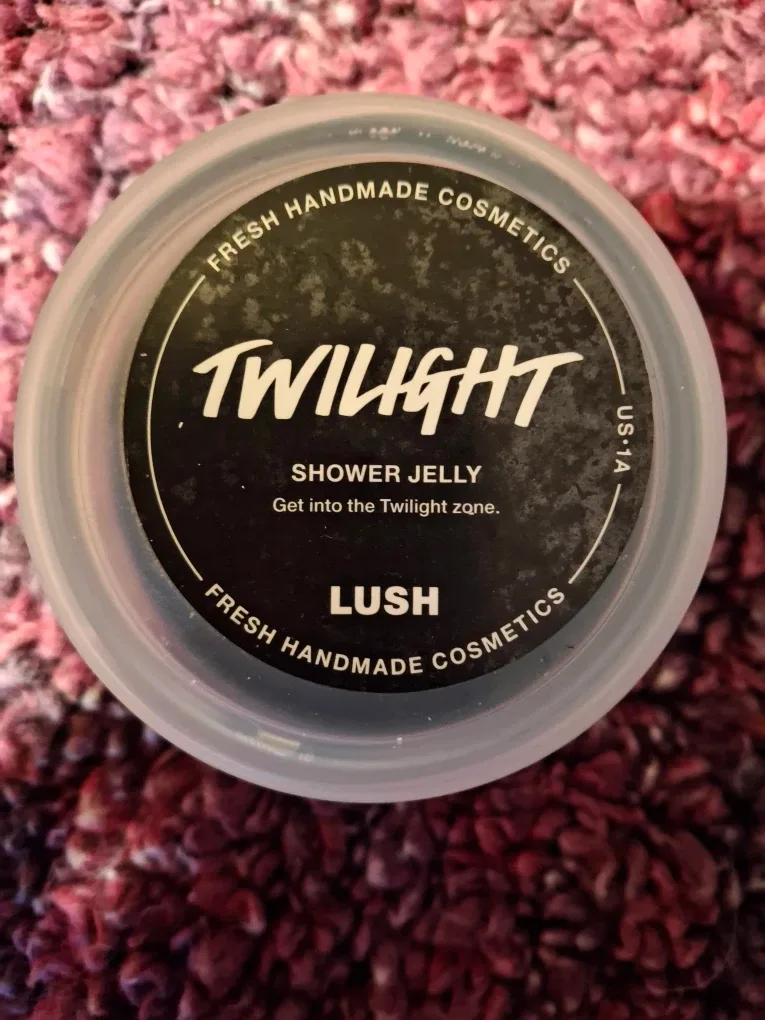 FRESH HANDMADE COSMETICS
TWILIGHT
US•1A
SHOWER JELLY
Get into the Twilight zone.
LUSH
FRESH HANDMADE COSMETICS